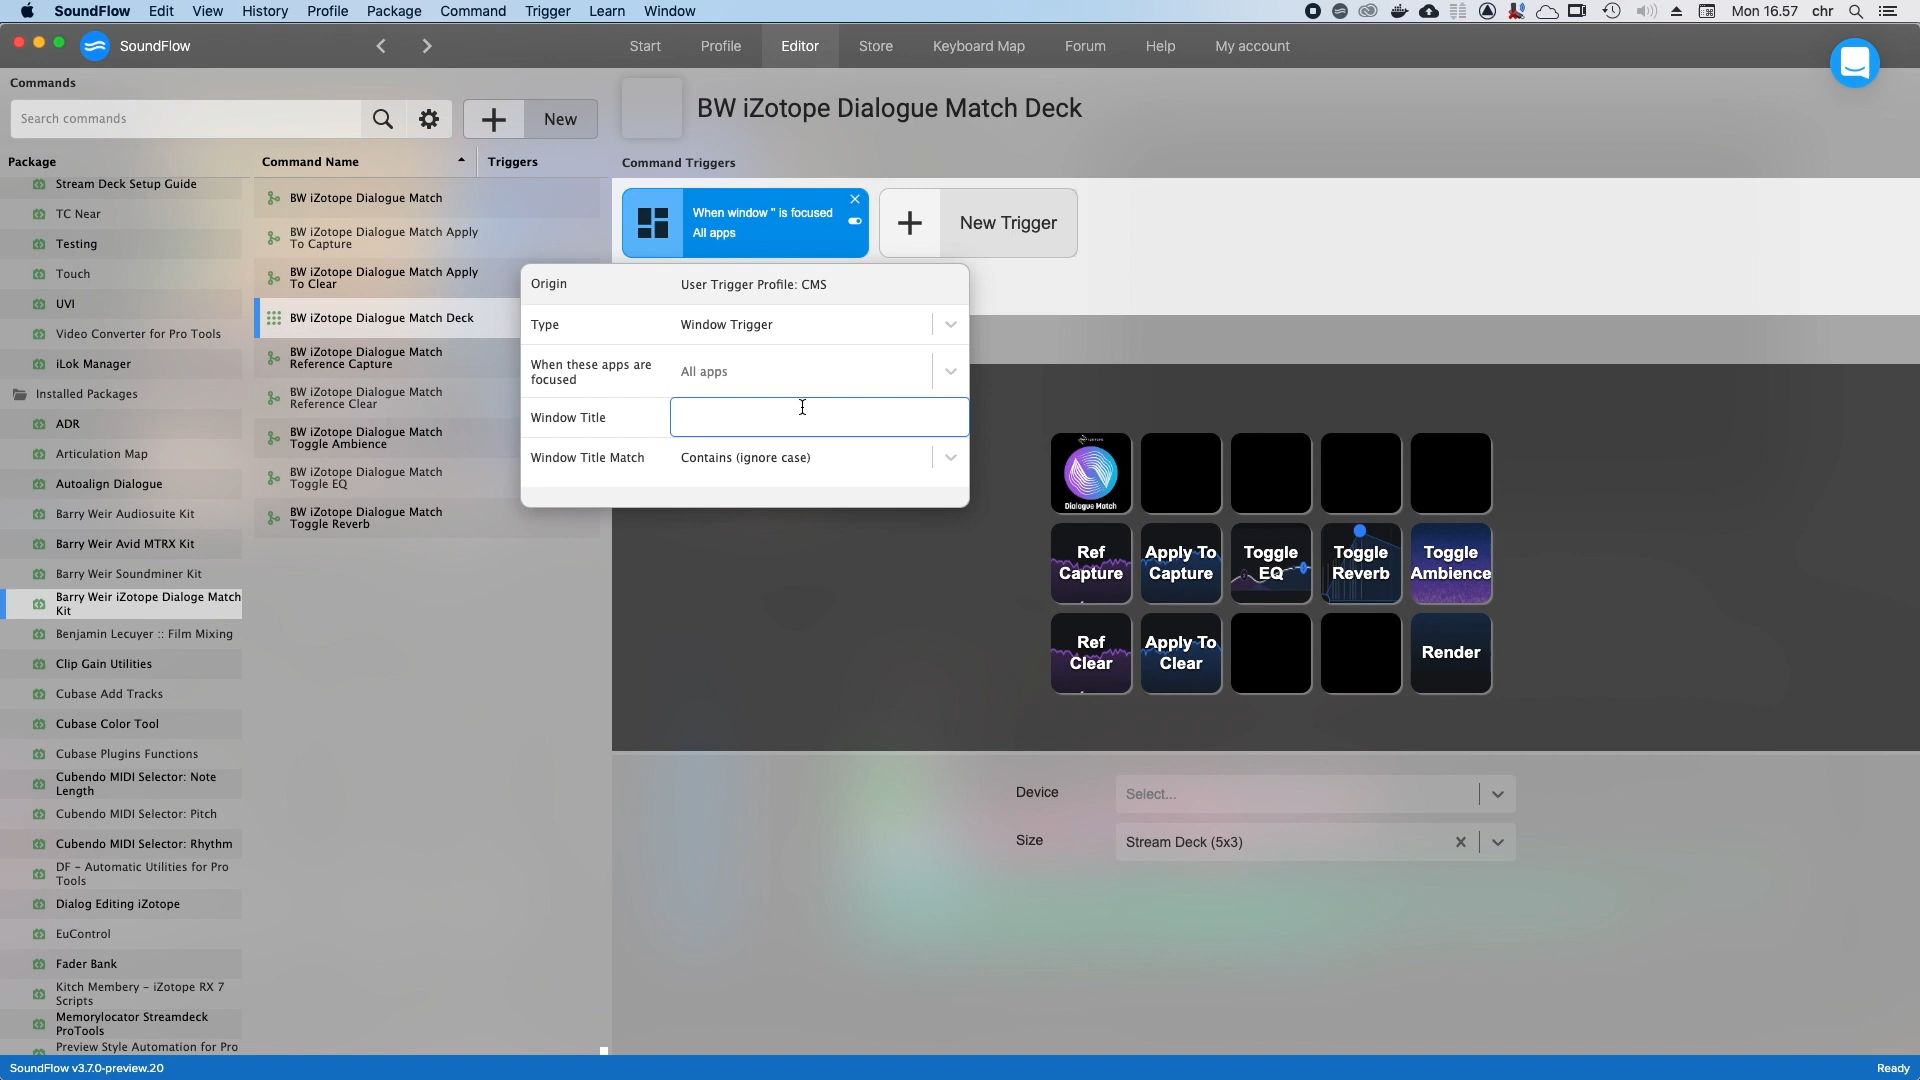 SoundFlow Edit View History Profile Package Command Trigger Learn Window Mon 16.57 chr
SoundFlow Start Profile Editor Store Keyboard Map Forum Help My account
Commands
Search commands
New
BW iZotope Dialogue Match Deck
Package
Command Name
Triggers
Command Triggers
When window '' is focused
All apps
New Trigger
Stream Deck Setup Guide
TC Near
Testing
Touch
UVI
Video Converter for Pro Tools
iLok Manager
Installed Packages
ADR
Articulation Map
Autoalign Dialogue
Barry Weir Audiosuite Kit
Barry Weir Avid MTRX Kit
Barry Weir Soundminer Kit
Barry Weir iZotope Dialoge Match
Kit
Benjamin Lecuyer :: Film Mixing
Clip Gain Utilities
Cubase Add Tracks
Cubase Color Tool
Cubase Plugins Functions
Cubendo MIDI Selector: Note
Length
Cubendo MIDI Selector: Pitch
Cubendo MIDI Selector: Rhythm
DF - Automatic Utilities for Pro
Tools
Dialog Editing iZotope
EuControl
Fader Bank
Kitch Membery - iZotope RX 7
Scripts
Memorylocator Streamdeck
ProTools
Preview Style Automation for Pro
BW iZotope Dialogue Match
BW iZotope Dialogue Match Apply
To Capture
BW iZotope Dialogue Match Apply
To Clear
BW iZotope Dialogue Match Deck
BW iZotope Dialogue Match
Reference Capture
BW iZotope Dialogue Match
Reference Clear
BW iZotope Dialogue Match
Toggle Ambience
BW iZotope Dialogue Match
Toggle EQ
BW iZotope Dialogue Match
Toggle Reverb
Origin User Trigger Profile: CMS
Type Window Trigger
When these apps are
focused
All apps
Window Title
Window Title Match Contains (ignore case)
Dialogue Match
Ref
Capture
Apply To
Capture
Toggle
EQ
Toggle
Reverb
Toggle
Ambience
Ref
Clear
Apply To
Clear
Render
Device Select...
Size Stream Deck (5x3)
SoundFlow v3.7.0-preview.20
Ready